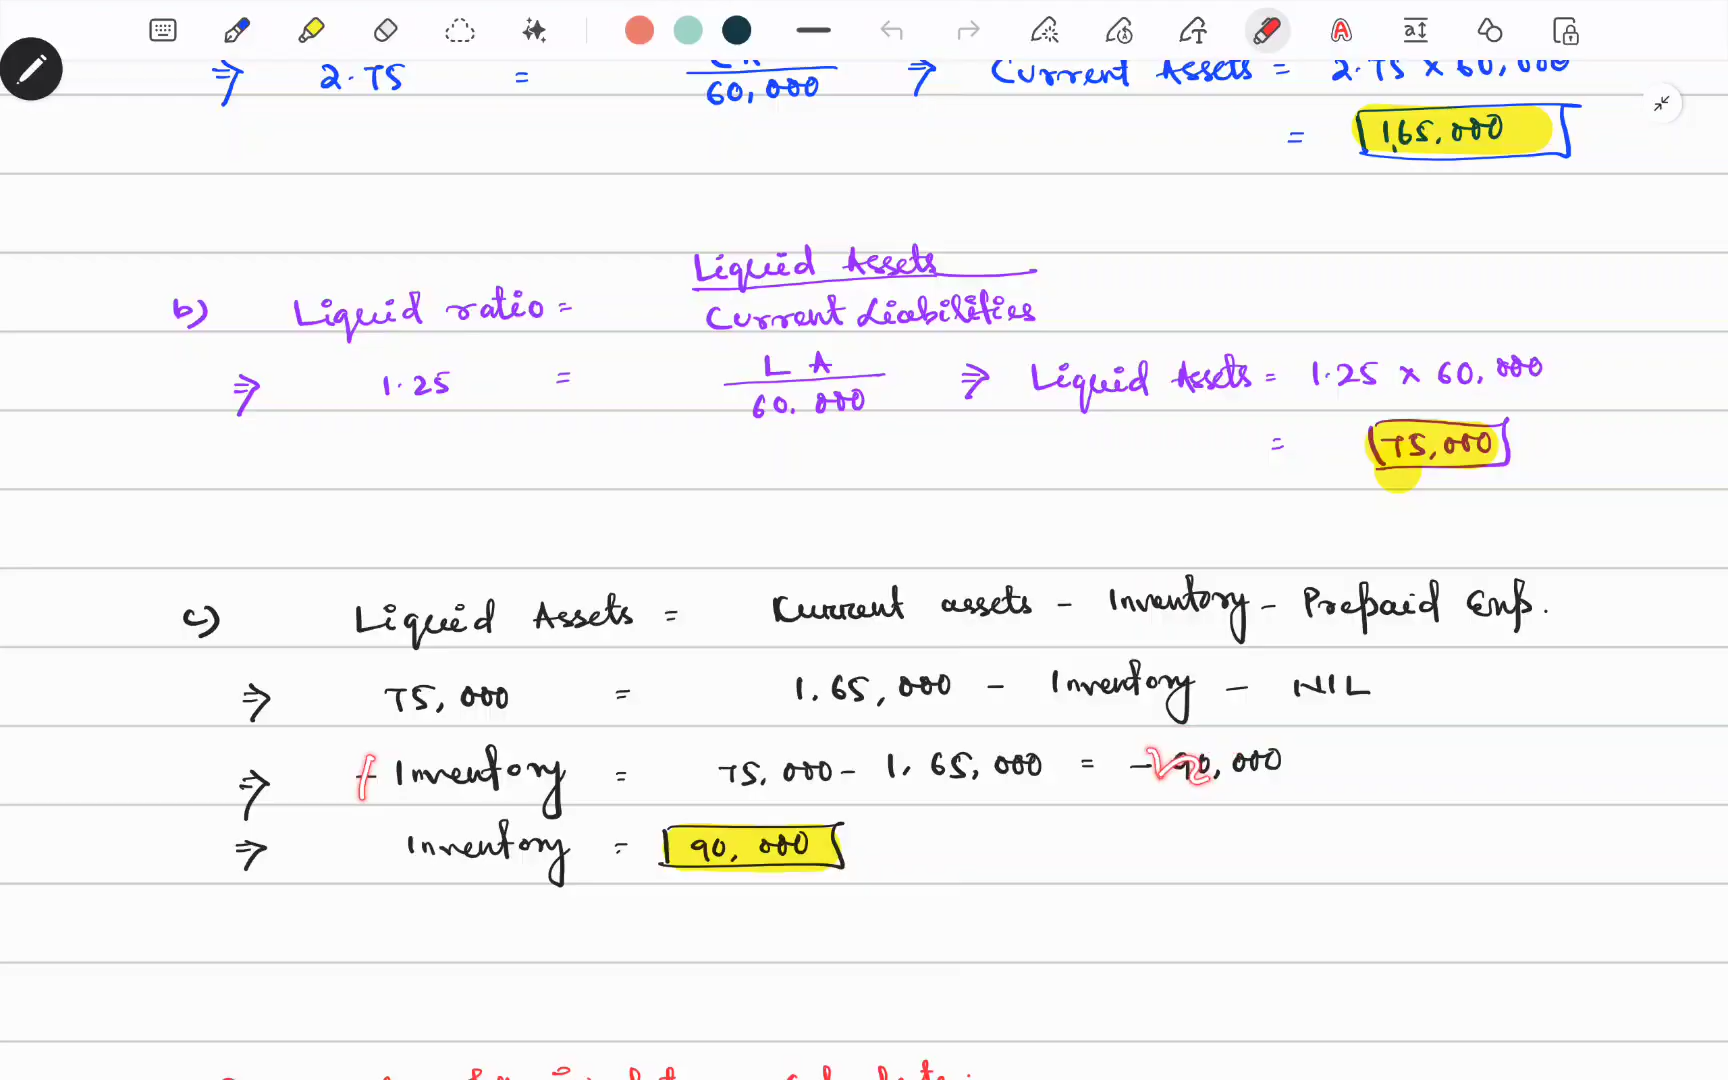 ⇒ 2.75 = CA / 60,000 ⇒ Current Assets = 2.75 x 60,000
= 1,65,000
b) Liquid ratio = Liquid Assets / Current Liabilities
⇒ 1.25 = LA / 60,000 ⇒ Liquid Assets = 1.25 x 60,000
= 75,000
c) Liquid Assets = Current assets - Inventory - Prepaid Exp.
⇒ 75,000 = 1,65,000 - Inventory - NIL
⇒ - Inventory = 75,000 - 1,65,000 = - 90,000
⇒ Inventory = 90,000